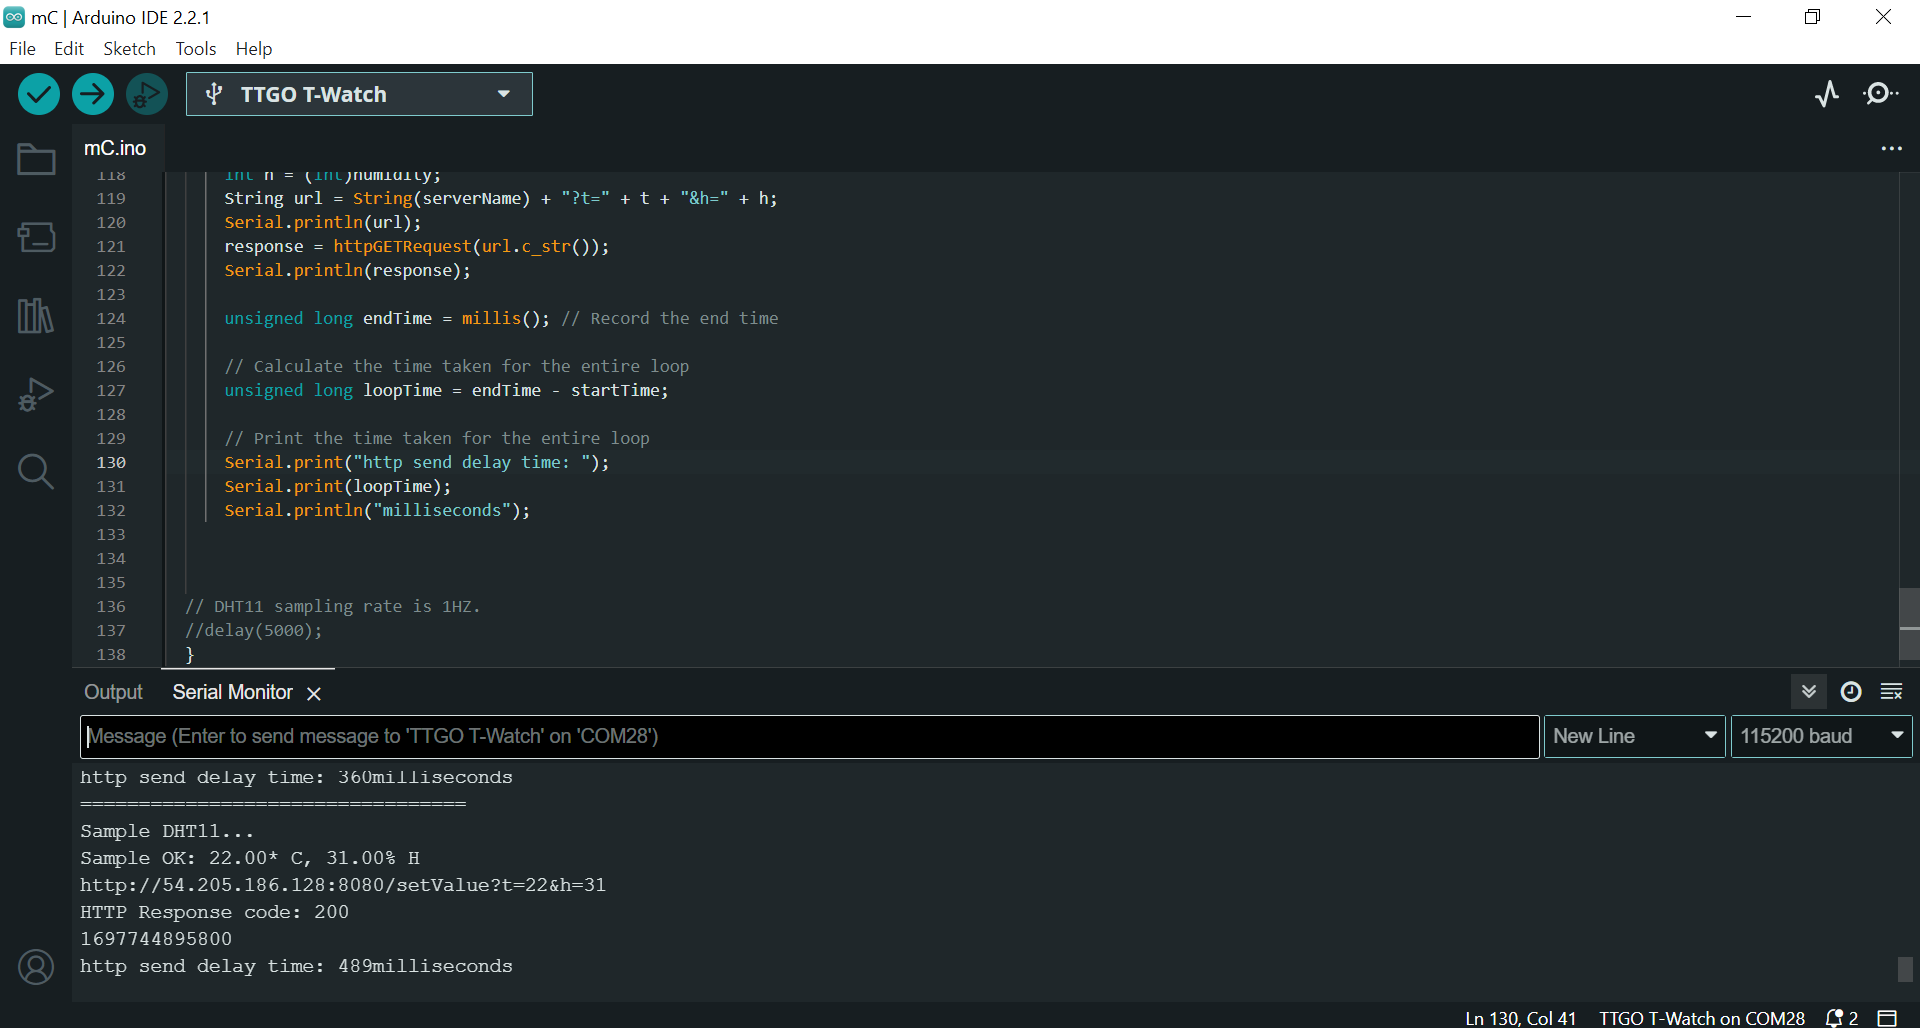 mC | Arduino IDE 2.2.1
File Edit Sketch Tools Help
TTGO T-Watch
mC.ino
118 int h = (int)humidity;
119 String url = String(serverName) + "?t=" + t + "&h=" + h;
120 Serial.println(url);
121 response = httpGETRequest(url.c_str());
122 Serial.println(response);
123
124 unsigned long endTime = millis(); // Record the end time
125
126 // Calculate the time taken for the entire loop
127 unsigned long loopTime = endTime - startTime;
128
129 // Print the time taken for the entire loop
130 Serial.print("http send delay time: ");
131 Serial.print(loopTime);
132 Serial.println("milliseconds");
133
134
135
136 // DHT11 sampling rate is 1HZ.
137 //delay(5000);
138 }
Output Serial Monitor
Message (Enter to send message to 'TTGO T-Watch' on 'COM28') New Line 115200 baud
http send delay time: 360milliseconds
=================================
Sample DHT11...
Sample OK: 22.00* C, 31.00% H
http://54.205.186.128:8080/setValue?t=22&h=31
HTTP Response code: 200
1697744895800
http send delay time: 489milliseconds
Ln 130, Col 41 TTGO T-Watch on COM28 2